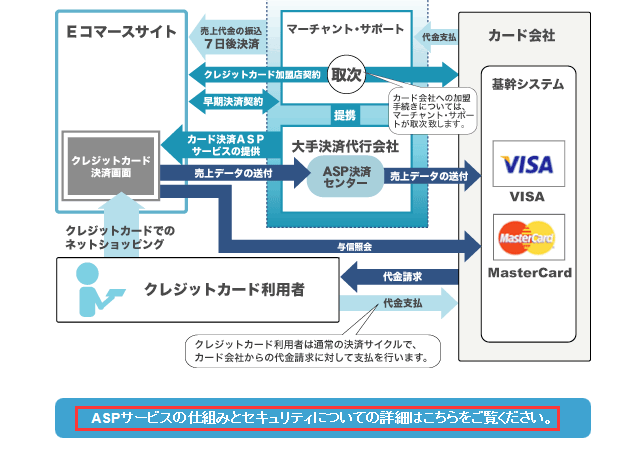 Eコマースサイト
売上代金の振込
7日後決済
マーチャント・サポート
代金支払
カード会社
クレジットカード加盟店契約
取次
早期決済契約
カード会社への加盟
手続きについては、
マーチャント・サポー
トが取次致します。
基幹システム
提携
カード決済ASP
サービスの提供
大手決済代行会社
クレジットカード
決済画面
売上データの送付
ASP決済
センター
売上データの送付
VISA
VISA
クレジットカードでの
ネットショッピング
与信照会
MasterCard
MasterCard
代金請求
クレジットカード利用者
代金支払
クレジットカード利用者は通常の決済サイクルで、
カード会社からの代金請求に対して支払を行います。
ASPサービスの仕組みとセキュリティについての詳細はこちらをご覧ください。